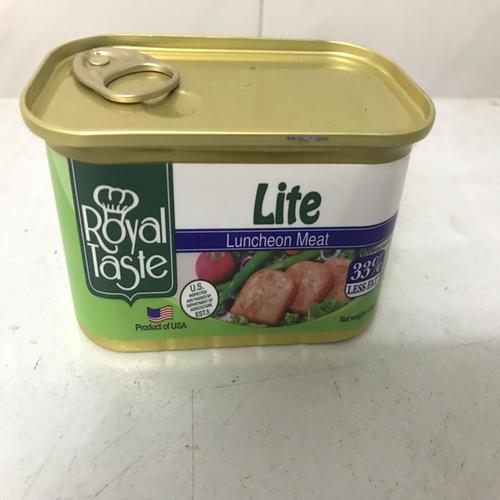 Royal
Taste
Lite
Luncheon Meat
33%
LESS FAT
U.S.
INSPECTED
AND PASSED BY
DEPARTMENT OF
AGRICULTURE
EST.5
Product of USA
Net weight